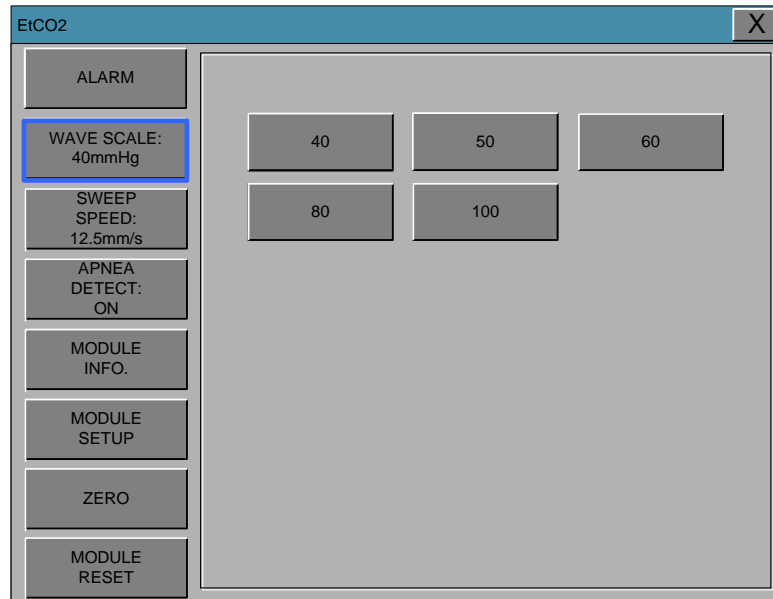 EtCO2
X
ALARM
WAVE SCALE:
40mmHg
SWEEP
SPEED:
12.5mm/s
APNEA
DETECT:
ON
MODULE
INFO.
MODULE
SETUP
ZERO
MODULE
RESET
40
50
60
80
100